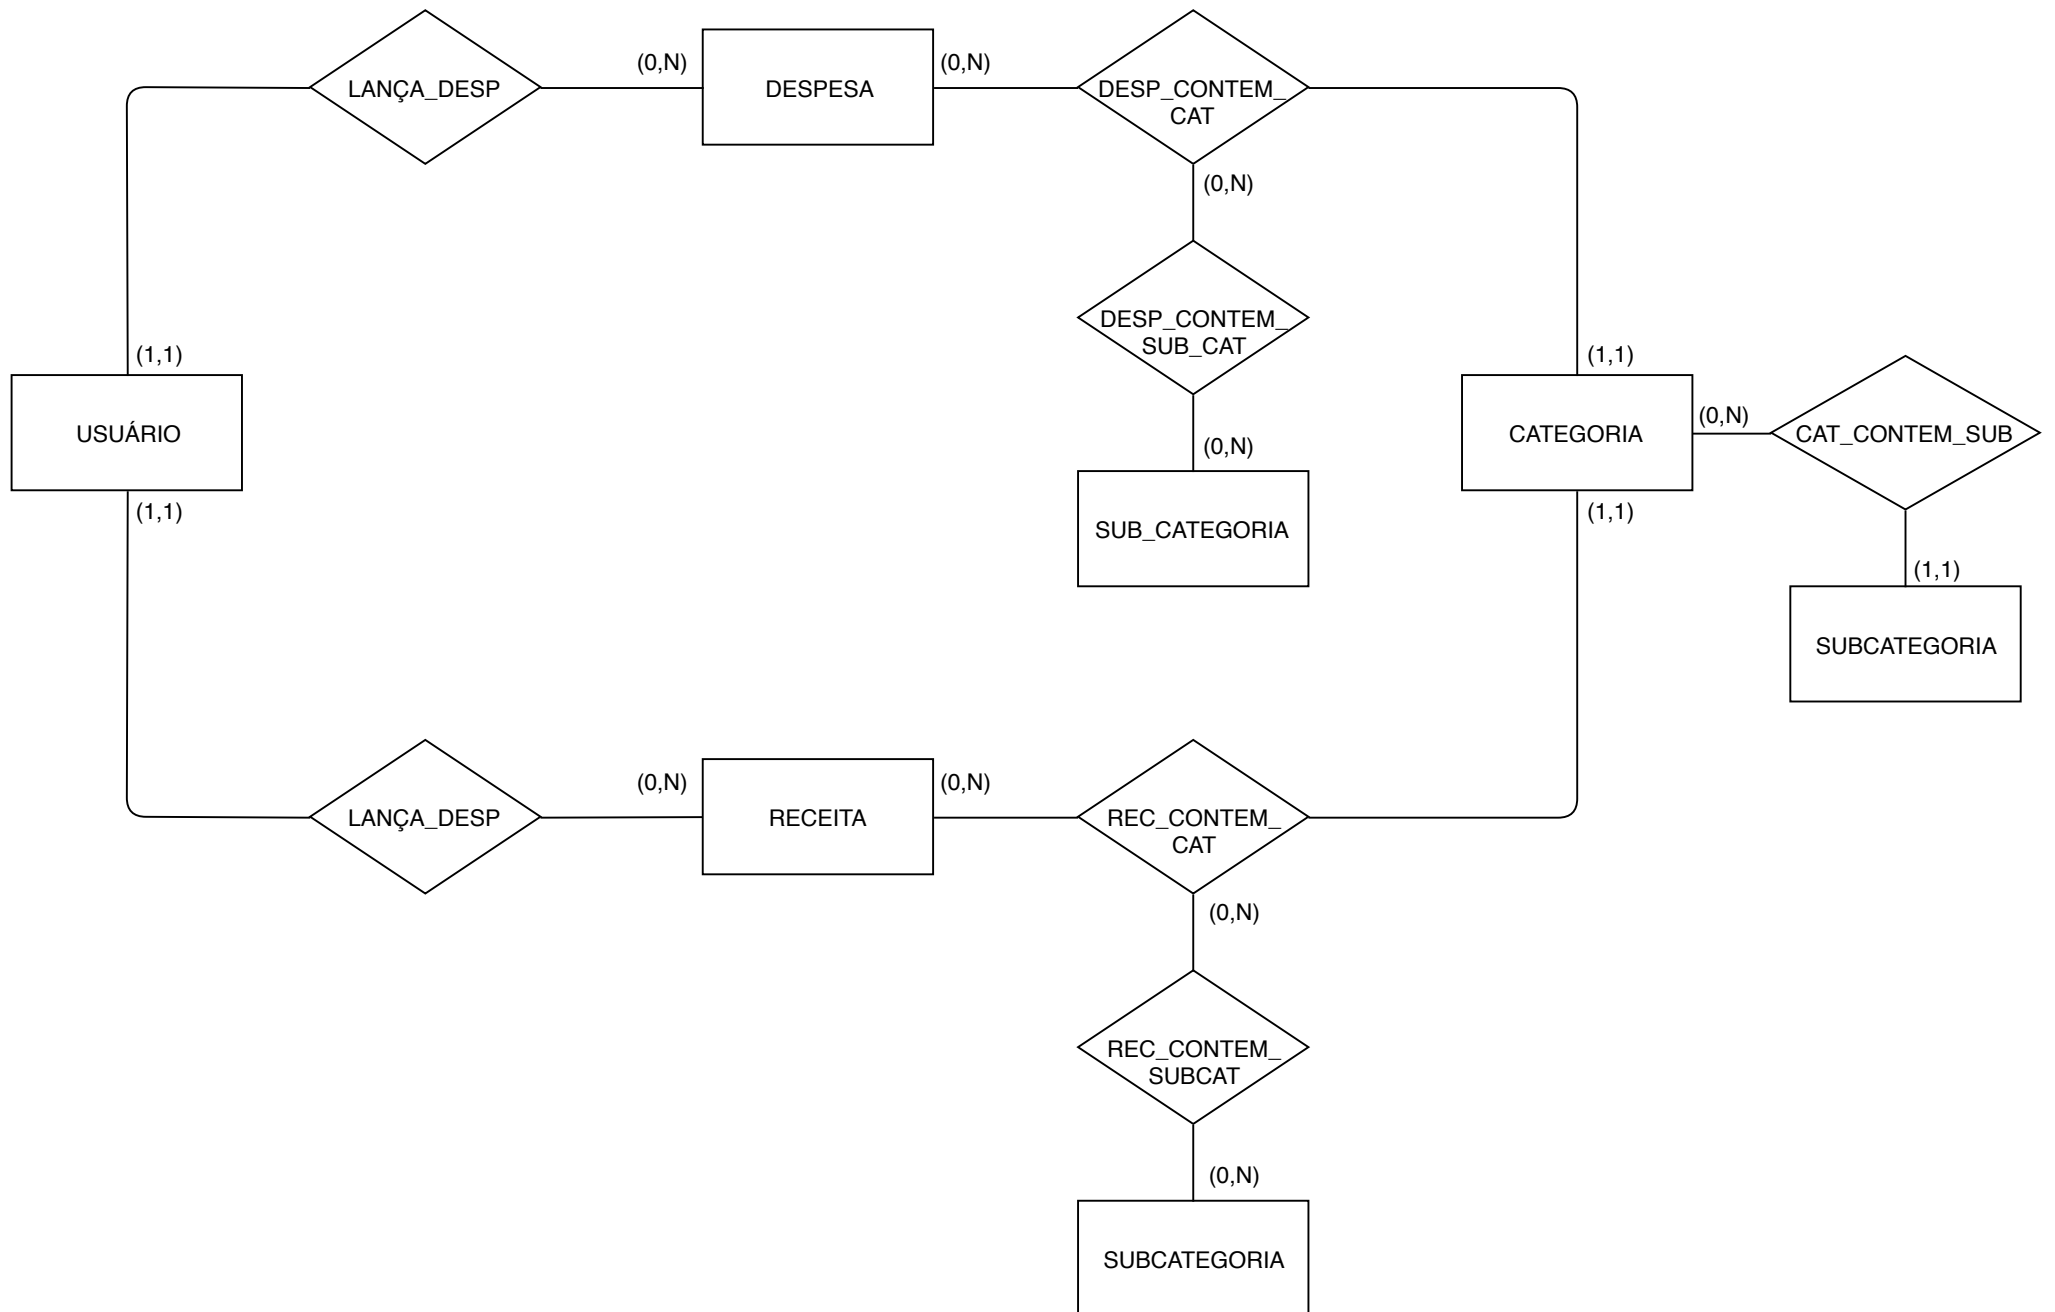 LANÇA_DESP
(0,N)
DESPESA
(0,N)
DESP_CONTEM_
CAT
(0,N)
DESP_CONTEM_
SUB_CAT
(0,N)
SUB_CATEGORIA
(1,1)
USUÁRIO
(1,1)
(1,1)
CATEGORIA
(1,1)
(0,N)
CAT_CONTEM_SUB
(1,1)
SUBCATEGORIA
LANÇA_DESP
(0,N)
RECEITA
(0,N)
REC_CONTEM_
CAT
(0,N)
REC_CONTEM_
SUBCAT
(0,N)
SUBCATEGORIA